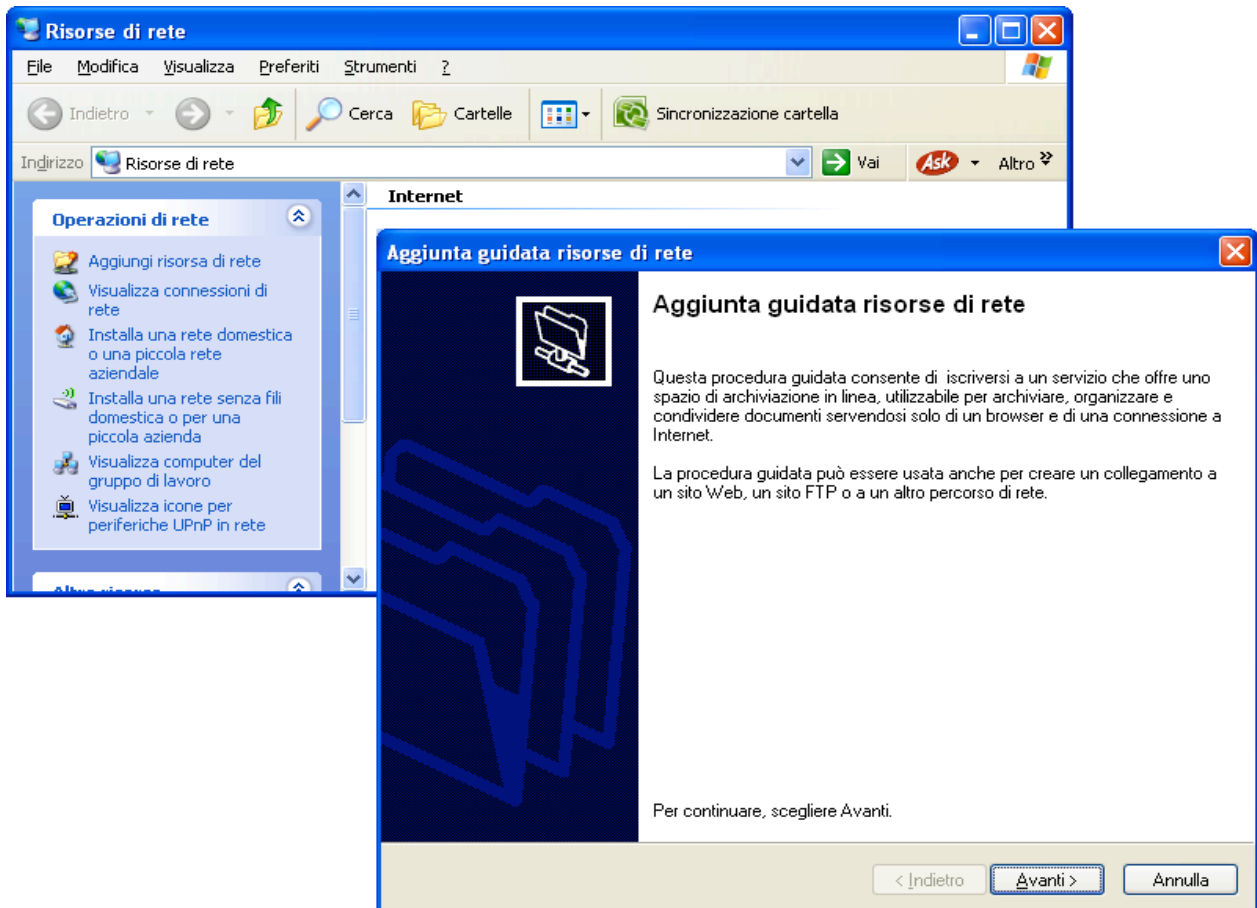 Risorse di rete
File Modifica Visualizza Preferiti Strumenti ?
Indietro Cerca Cartelle Sincronizzazione cartella
Indirizzo Risorse di rete Vai Ask Altro
Operazioni di rete
Aggiungi risorsa di rete
Visualizza connessioni di
rete
Installa una rete domestica
o una piccola rete
aziendale
Installa una rete senza fili
domestica o per una
piccola azienda
Visualizza computer del
gruppo di lavoro
Visualizza icone per
periferiche UPnP in rete
Altre risorse
Internet
Aggiunta guidata risorse di rete
Aggiunta guidata risorse di rete
Questa procedura guidata consente di iscriversi a un servizio che offre uno
spazio di archiviazione in linea, utilizzabile per archiviare, organizzare e
condividere documenti servendosi solo di un browser e di una connessione a
Internet.
La procedura guidata può essere usata anche per creare un collegamento a
un sito Web, un sito FTP o a un altro percorso di rete.
Per continuare, scegliere Avanti.
< Indietro Avanti > Annulla